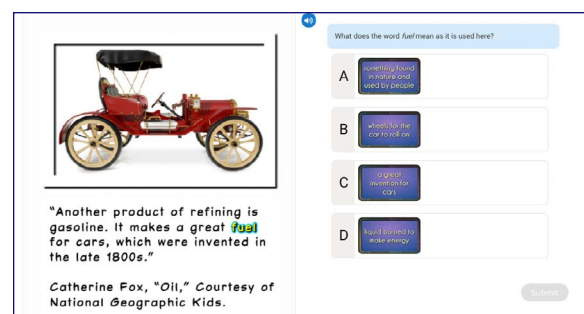 What does the word fuel mean as it is used here?
A
something found
in nature and
used by people
B
wheels for the
car to roll on
C
a great
invention for
cars
D
liquid burned to
make energy
Submit
"Another product of refining is
gasoline. It makes a great fuel
for cars, which were invented in
the late 1800s."
Catherine Fox, "Oil," Courtesy of
National Geographic Kids.